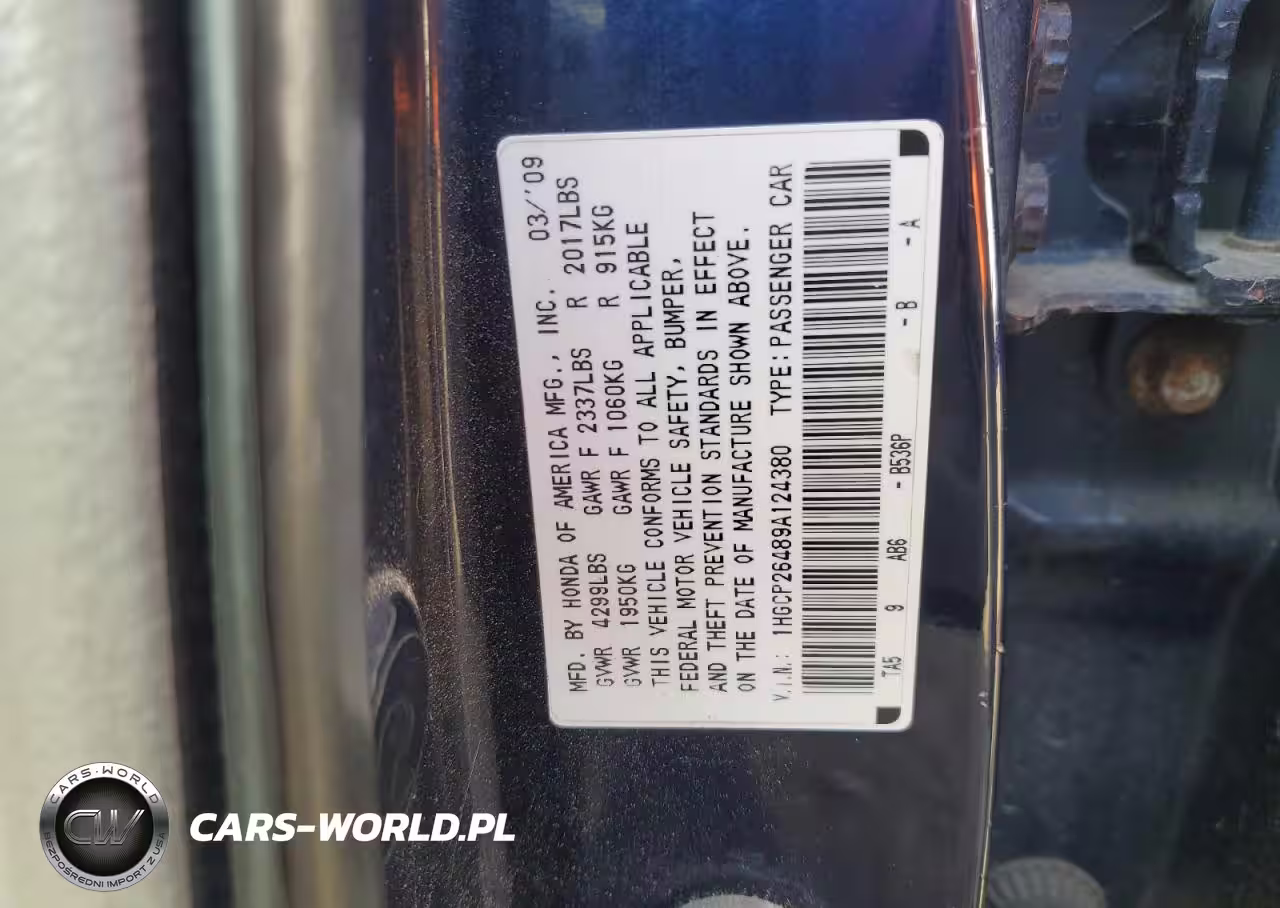 MFD. BY HONDA OF AMERICA MFG., INC. 03/'09
GVWR 4299LBS GAWR F 2337LBS R 2017LBS
GVWR 1950KG GAWR F 1060KG R 915KG
THIS VEHICLE CONFORMS TO ALL APPLICABLE
FEDERAL MOTOR VEHICLE SAFETY, BUMPER,
AND THEFT PREVENTION STANDARDS IN EFFECT
ON THE DATE OF MANUFACTURE SHOWN ABOVE.
V.I.N.: 1HGCP26489A124380 TYPE: PASSENGER CAR
TA5 9 AB6 - B536P - B - A
CARS-WORLD
CW
BEZPOŚREDNI IMPORT Z USA
CARS-WORLD.PL